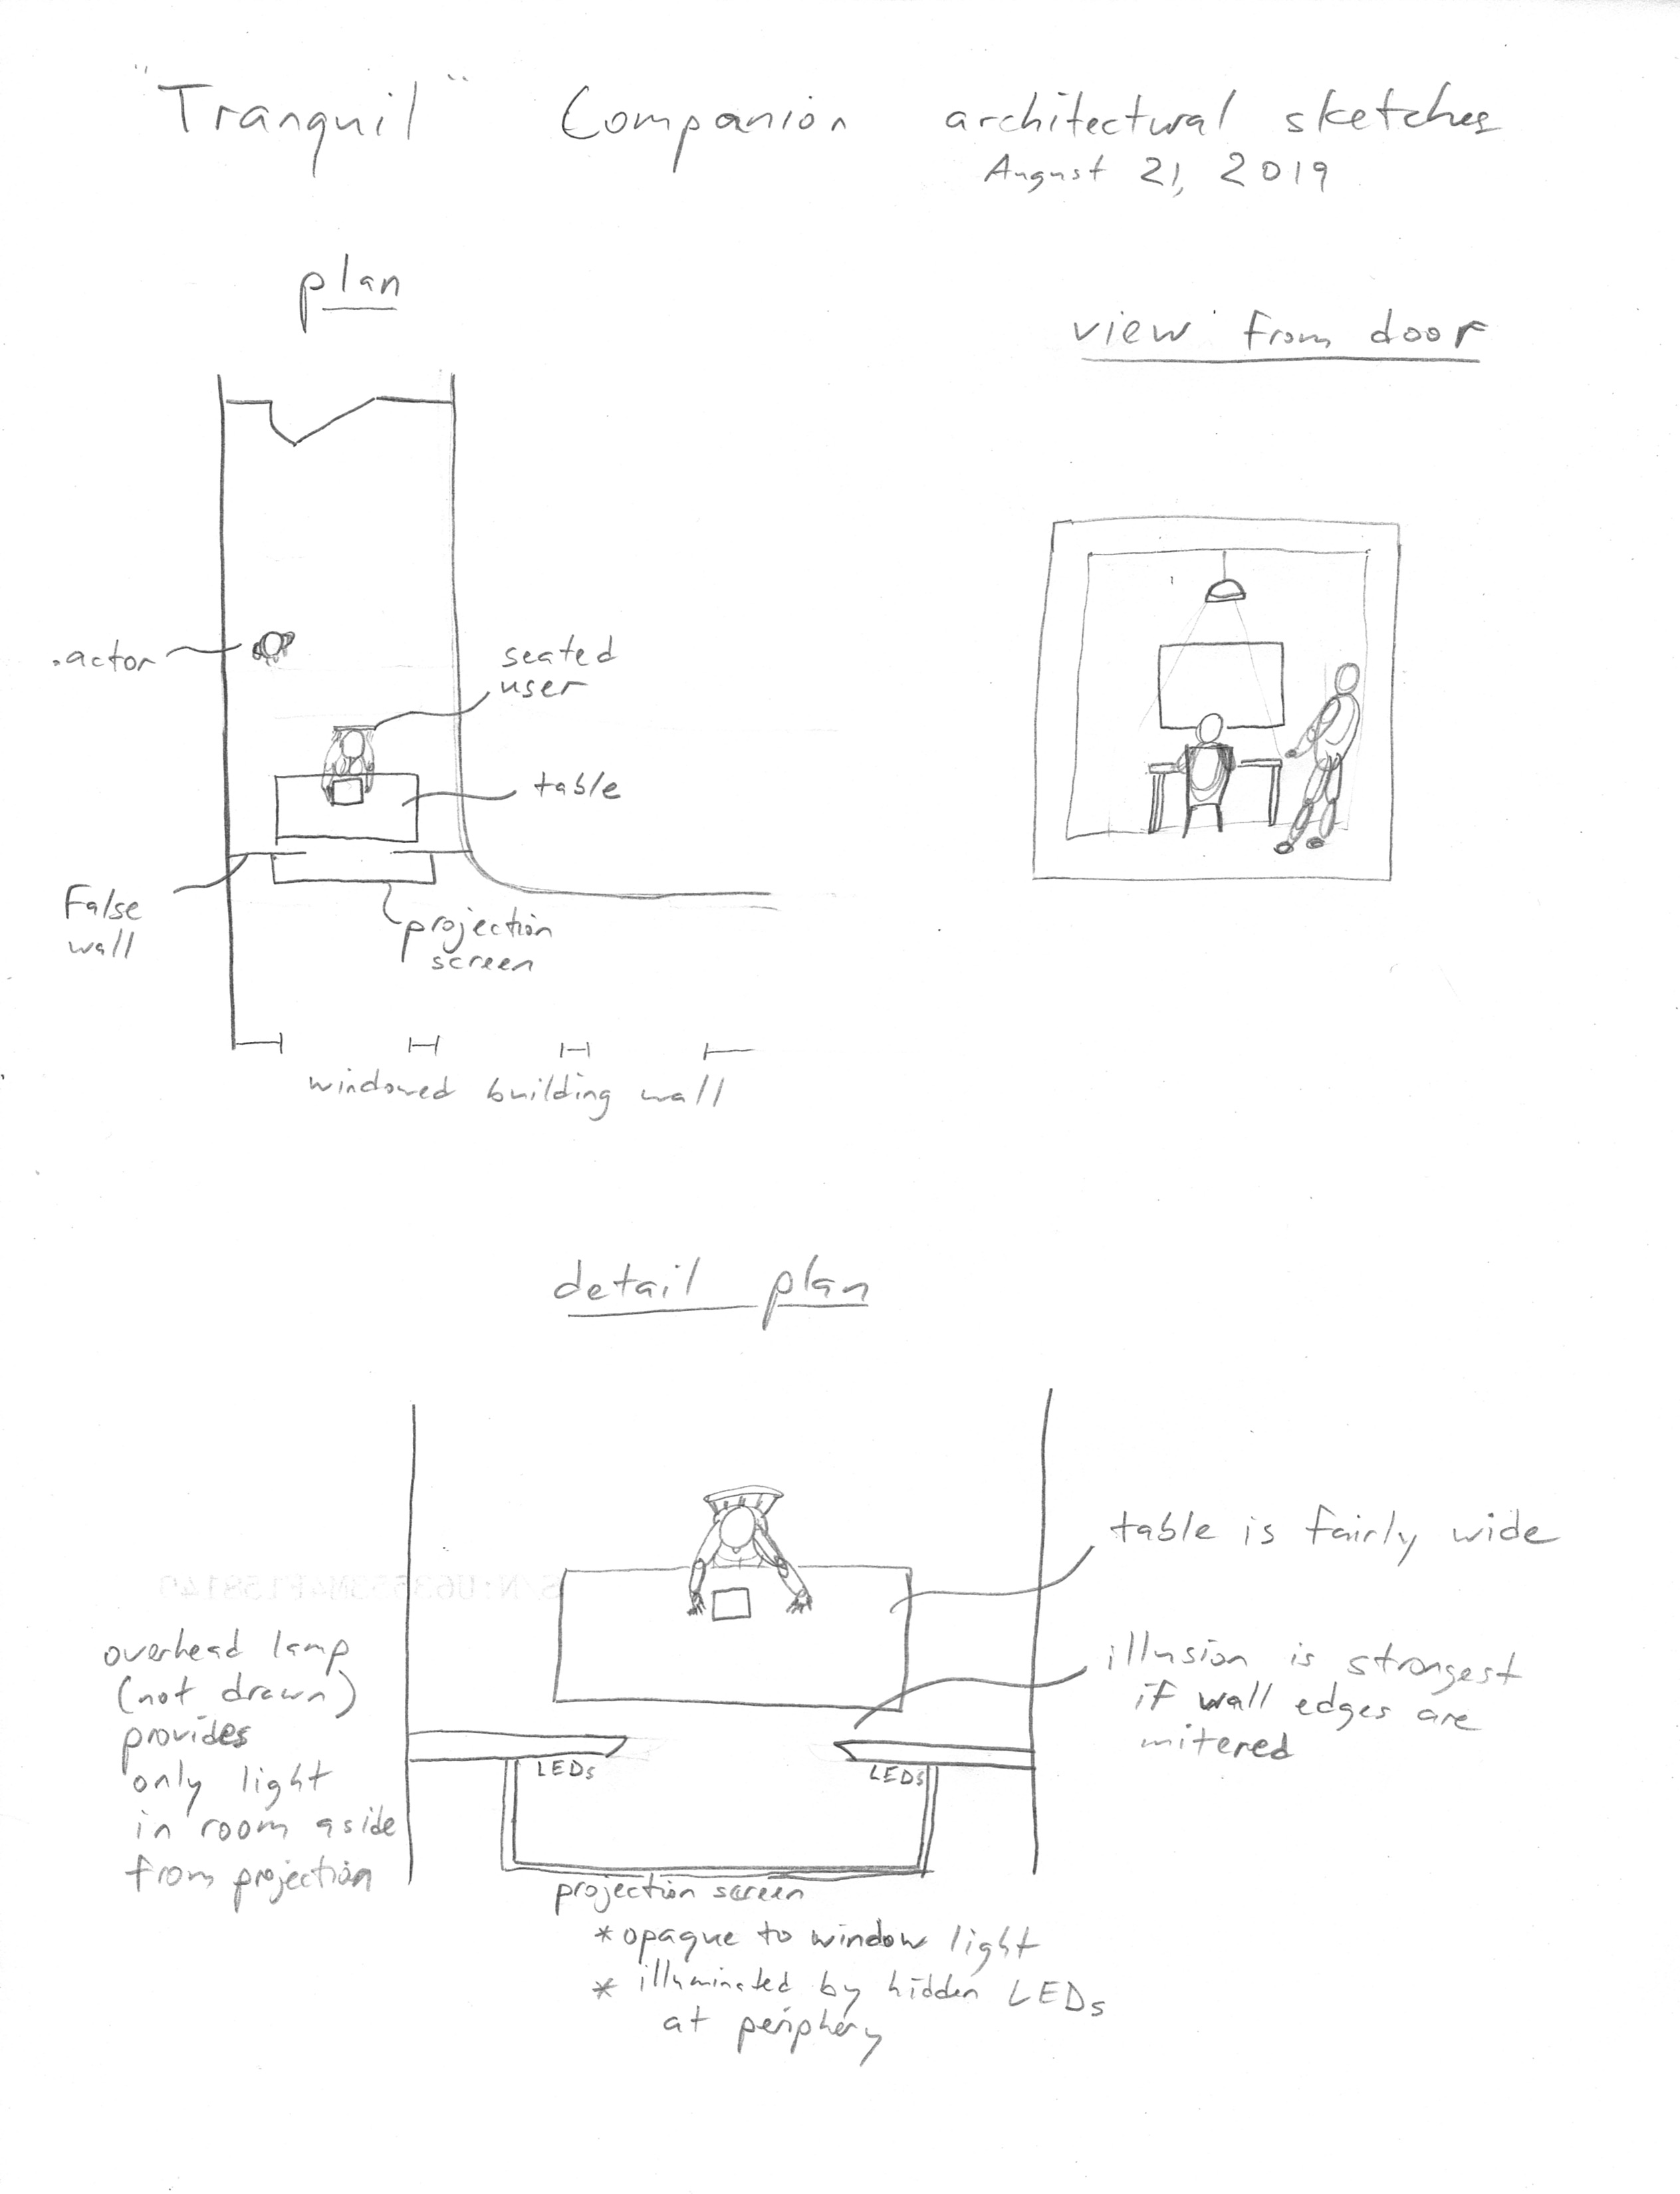 "Tranquil" Companion architectural sketches
August 21, 2019
plan
view from door
actor
seated
user
table
False
wall
projection
screen
windowed building wall
detail plan
table is fairly wide
illusion is strongest
if wall edges are
mitered
overhead lamp
(not drawn)
provides
only light
in room aside
from projection
LEDs
LEDs
projection screen
* opaque to window light
* illuminated by hidden LEDs
at periphery